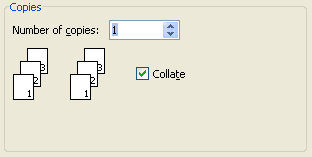 Copies
Number of copies: 1
3 3
2 2
1 1
Collate